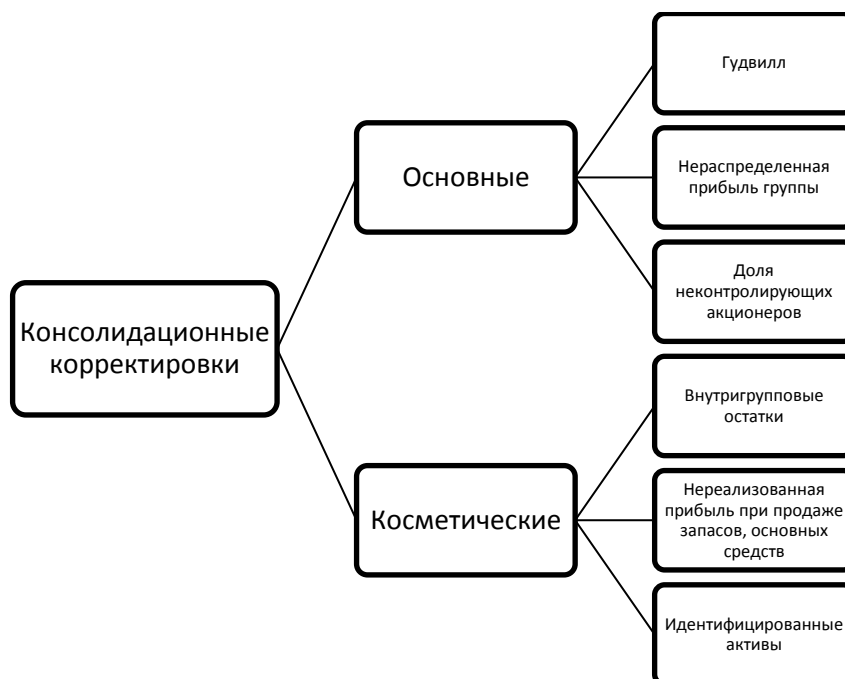 Консолидационные
корректировки
Основные
Гудвилл
Нераспределенная
прибыль группы
Доля
неконтролирующих
акционеров
Косметические
Внутригрупповые
остатки
Нереализованная
прибыль при продаже
запасов, основных
средств
Идентифицированные
активы